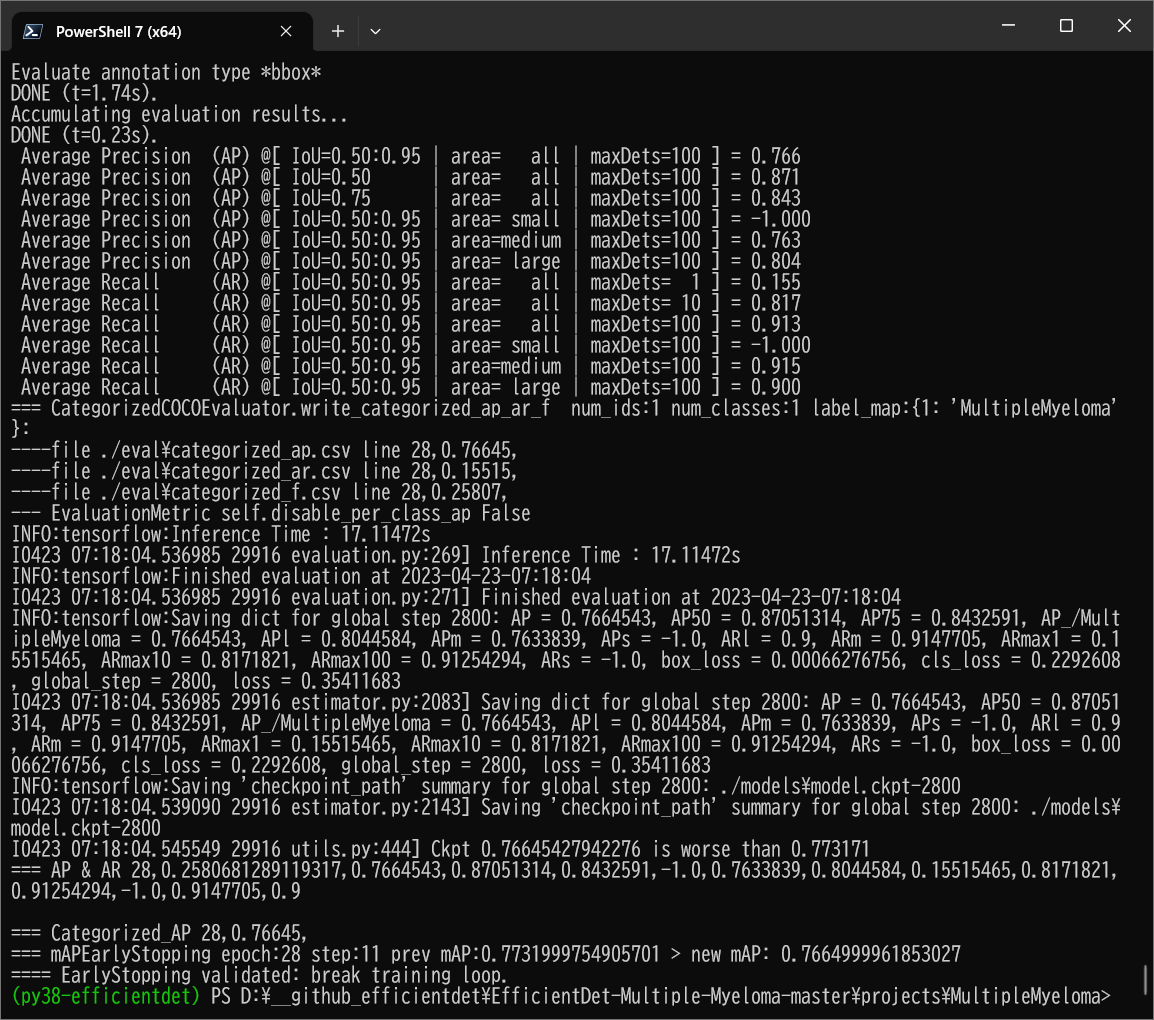 PowerShell 7 (x64)
Evaluate annotation type *bbox*
DONE (t=1.74s).
Accumulating evaluation results...
DONE (t=0.23s).
 Average Precision  (AP) @[ IoU=0.50:0.95 | area=   all | maxDets=100 ] = 0.766
 Average Precision  (AP) @[ IoU=0.50      | area=   all | maxDets=100 ] = 0.871
 Average Precision  (AP) @[ IoU=0.75      | area=   all | maxDets=100 ] = 0.843
 Average Precision  (AP) @[ IoU=0.50:0.95 | area= small | maxDets=100 ] = -1.000
 Average Precision  (AP) @[ IoU=0.50:0.95 | area=medium | maxDets=100 ] = 0.763
 Average Precision  (AP) @[ IoU=0.50:0.95 | area= large | maxDets=100 ] = 0.804
 Average Recall     (AR) @[ IoU=0.50:0.95 | area=   all | maxDets=  1 ] = 0.155
 Average Recall     (AR) @[ IoU=0.50:0.95 | area=   all | maxDets= 10 ] = 0.817
 Average Recall     (AR) @[ IoU=0.50:0.95 | area=   all | maxDets=100 ] = 0.913
 Average Recall     (AR) @[ IoU=0.50:0.95 | area= small | maxDets=100 ] = -1.000
 Average Recall     (AR) @[ IoU=0.50:0.95 | area=medium | maxDets=100 ] = 0.915
 Average Recall     (AR) @[ IoU=0.50:0.95 | area= large | maxDets=100 ] = 0.900
=== CategorizedCOCOEvaluator.write_categorized_ap_ar_f  num_ids:1 num_classes:1 label_map:{1: 'MultipleMyeloma'
}:
----file ./eval¥categorized_ap.csv line 28,0.76645,
----file ./eval¥categorized_ar.csv line 28,0.15515,
----file ./eval¥categorized_f.csv line 28,0.25807,
--- EvaluationMetric self.disable_per_class_ap False
INFO:tensorflow:Inference Time : 17.11472s
I0423 07:18:04.536985 29916 evaluation.py:269] Inference Time : 17.11472s
INFO:tensorflow:Finished evaluation at 2023-04-23-07:18:04
I0423 07:18:04.536985 29916 evaluation.py:271] Finished evaluation at 2023-04-23-07:18:04
INFO:tensorflow:Saving dict for global step 2800: AP = 0.7664543, AP50 = 0.87051314, AP75 = 0.8432591, AP_/Mult
ipleMyeloma = 0.7664543, APl = 0.8044584, APm = 0.7633839, APs = -1.0, ARl = 0.9, ARm = 0.9147705, ARmax1 = 0.1
5515465, ARmax10 = 0.8171821, ARmax100 = 0.91254294, ARs = -1.0, box_loss = 0.00066276756, cls_loss = 0.2292608
, global_step = 2800, loss = 0.35411683
I0423 07:18:04.536985 29916 estimator.py:2083] Saving dict for global step 2800: AP = 0.7664543, AP50 = 0.87051
314, AP75 = 0.8432591, AP_/MultipleMyeloma = 0.7664543, APl = 0.8044584, APm = 0.7633839, APs = -1.0, ARl = 0.9
, ARm = 0.9147705, ARmax1 = 0.15515465, ARmax10 = 0.8171821, ARmax100 = 0.91254294, ARs = -1.0, box_loss = 0.00
066276756, cls_loss = 0.2292608, global_step = 2800, loss = 0.35411683
INFO:tensorflow:Saving 'checkpoint_path' summary for global step 2800: ./models¥model.ckpt-2800
I0423 07:18:04.539090 29916 estimator.py:2143] Saving 'checkpoint_path' summary for global step 2800: ./models¥
model.ckpt-2800
I0423 07:18:04.545549 29916 utils.py:444] Ckpt 0.76645427942276 is worse than 0.773171
=== AP & AR 28,0.2580681289119317,0.7664543,0.87051314,0.8432591,-1.0,0.7633839,0.8044584,0.15515465,0.8171821,
0.91254294,-1.0,0.9147705,0.9
=== Categorized_AP 28,0.76645,
=== mAPEarlyStopping epoch:28 step:11 prev mAP:0.7731999754905701 > new mAP: 0.7664999961853027
==== EarlyStopping validated: break training loop.
(py38-efficientdet) PS D:¥__github_efficientdet¥EfficientDet-Multiple-Myeloma-master¥projects¥MultipleMyeloma>